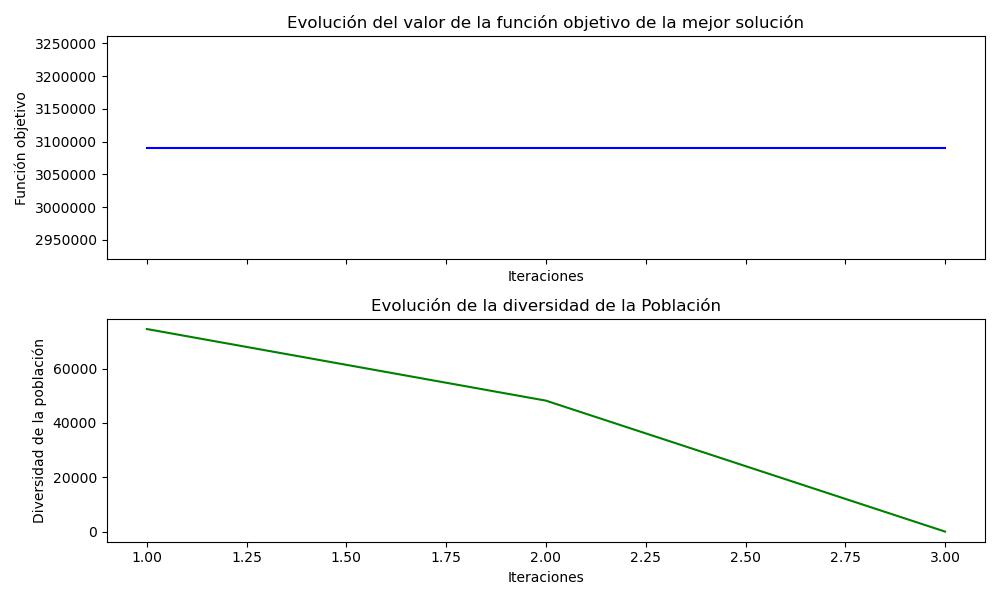 Evolución del valor de la función objetivo de la mejor solución
Función objetivo
3250000
3200000
3150000
3100000
3050000
3000000
2950000
Iteraciones
Evolución de la diversidad de la Población
Diversidad de la población
60000
40000
20000
0
1.00 1.25 1.50 1.75 2.00 2.25 2.50 2.75 3.00
Iteraciones